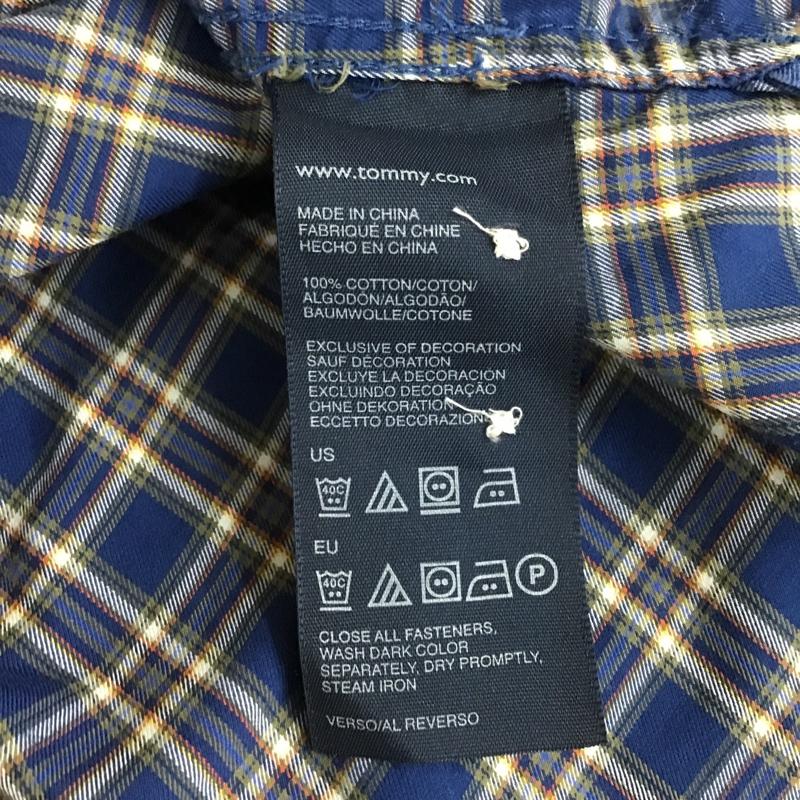 www.tommy.com
MADE IN CHINA
FABRIQUÉ EN CHINE
HECHO EN CHINA
100% COTTON/COTON/
ALGODÓN/ALGODÃO/
BAUMWOLLE/COTONE
EXCLUSIVE OF DECORATION
SAUF DÉCORATION
EXCLUYE LA DECORACION
EXCLUINDO DECORAÇÃO
OHNE DEKORATION
ECCETTO DECORAZIONE
US
40C
EU
40C P
CLOSE ALL FASTENERS,
WASH DARK COLOR
SEPARATELY, DRY PROMPTLY,
STEAM IRON
VERSO/AL REVERSO